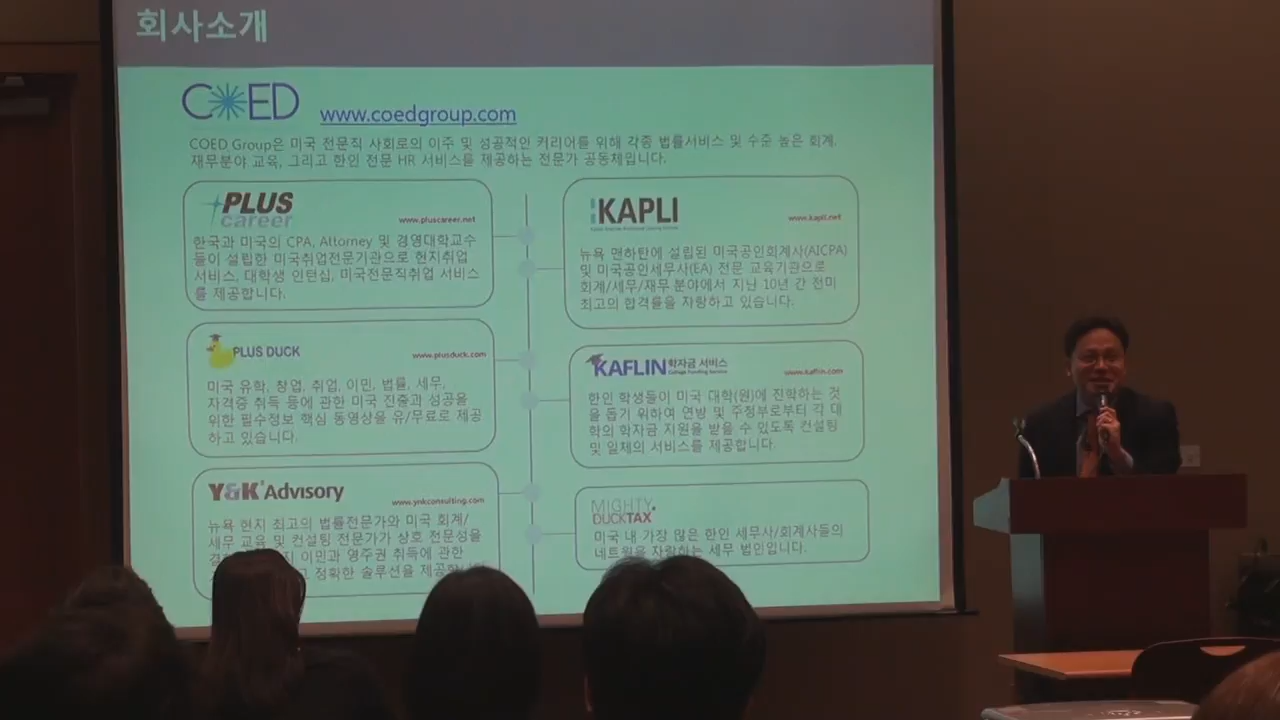 회사소개
COED
www.coedgroup.com
COED Group은 미국 전문직 사회로의 이주 및 성공적인 커리어를 위해 각종 법률서비스 및 수준 높은 회계,
재무분야 교육, 그리고 한인 전문 HR 서비스를 제공하는 전문가 공동체입니다.
PLUS
career
www.pluscareer.net
한국과 미국의 CPA, Attorney 및 경영대학교수
들이 설립한 미국취업전문기관으로 현지취업
서비스, 대학생 인턴십, 미국전문직취업 서비스
를 제공합니다.
KAPLI
www.kapli.net
뉴욕 맨하탄에 설립된 미국공인회계사(AICPA)
및 미국공인세무사(EA) 전문 교육기관으로
회계/세무/재무 분야에서 지난 10년 간 전미
최고의 합격률을 자랑하고 있습니다.
PLUS DUCK
www.plusduck.com
미국 유학, 창업, 취업, 이민, 법률, 세무,
자격증 취득 등에 관한 미국 진출과 성공을
위한 필수정보 핵심 동영상을 유/무료로 제공
하고 있습니다.
KAFLIN 학자금 서비스
College Funding Service
www.kaflin.com
한인 학생들이 미국 대학(원)에 진학하는 것
을 돕기 위하여 연방 및 주정부로부터 각 대
학의 학자금 지원을 받을 수 있도록 컨설팅
및 일체의 서비스를 제공합니다.
Y&K Advisory
www.ynkconsulting.com
뉴욕 현지 최고의 법률전문가와 미국 회계/
세무 교육 및 컨설팅 전문가가 상호 전문성을
이민과 영주권 취득에 관한
정확한 솔루션을
MIGHTY
DUCKTAX
미국 내 가장 많은 한인 세무사/회계사들의
네트웍을 자랑하는 세무 법인입니다.